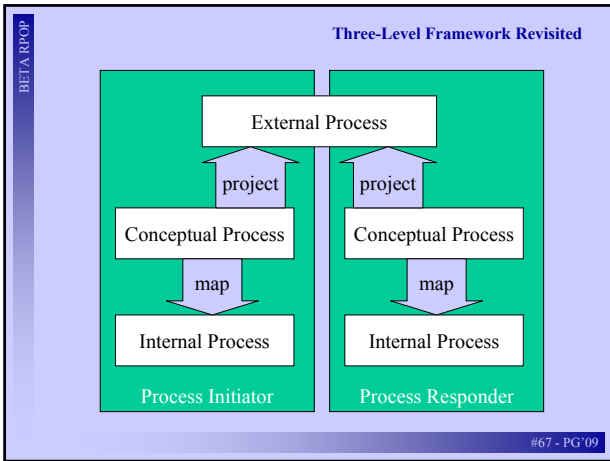 BETA RPOP
Three-Level Framework Revisited
External Process
project
project
Conceptual Process
Conceptual Process
map
map
Internal Process
Internal Process
Process Initiator
Process Responder
#67 - PG'09